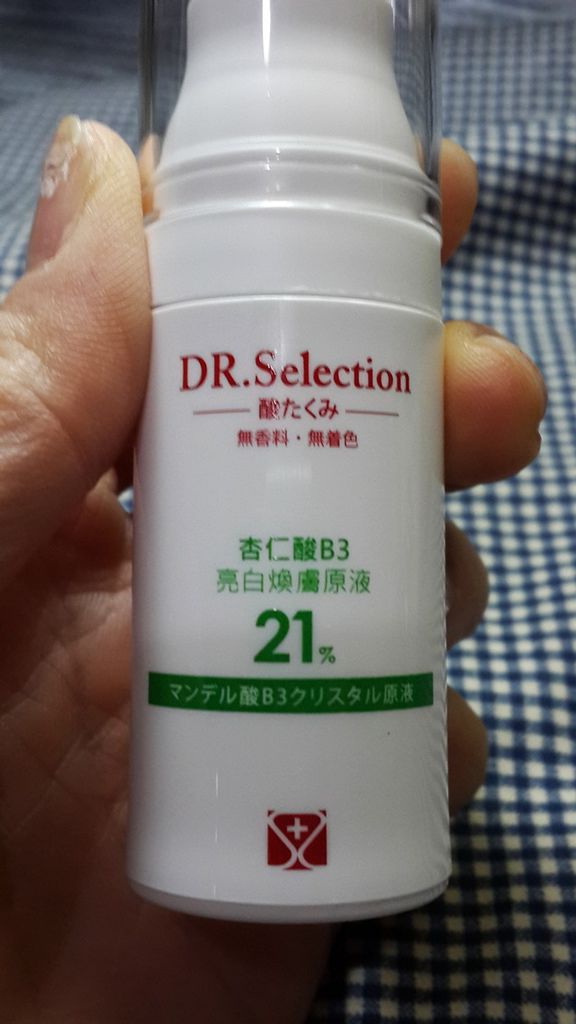 DR.Selection
酸たくみ
無香料・無着色
杏仁酸B3
亮白煥膚原液
21%
マンデル酸B3クリスタル原液